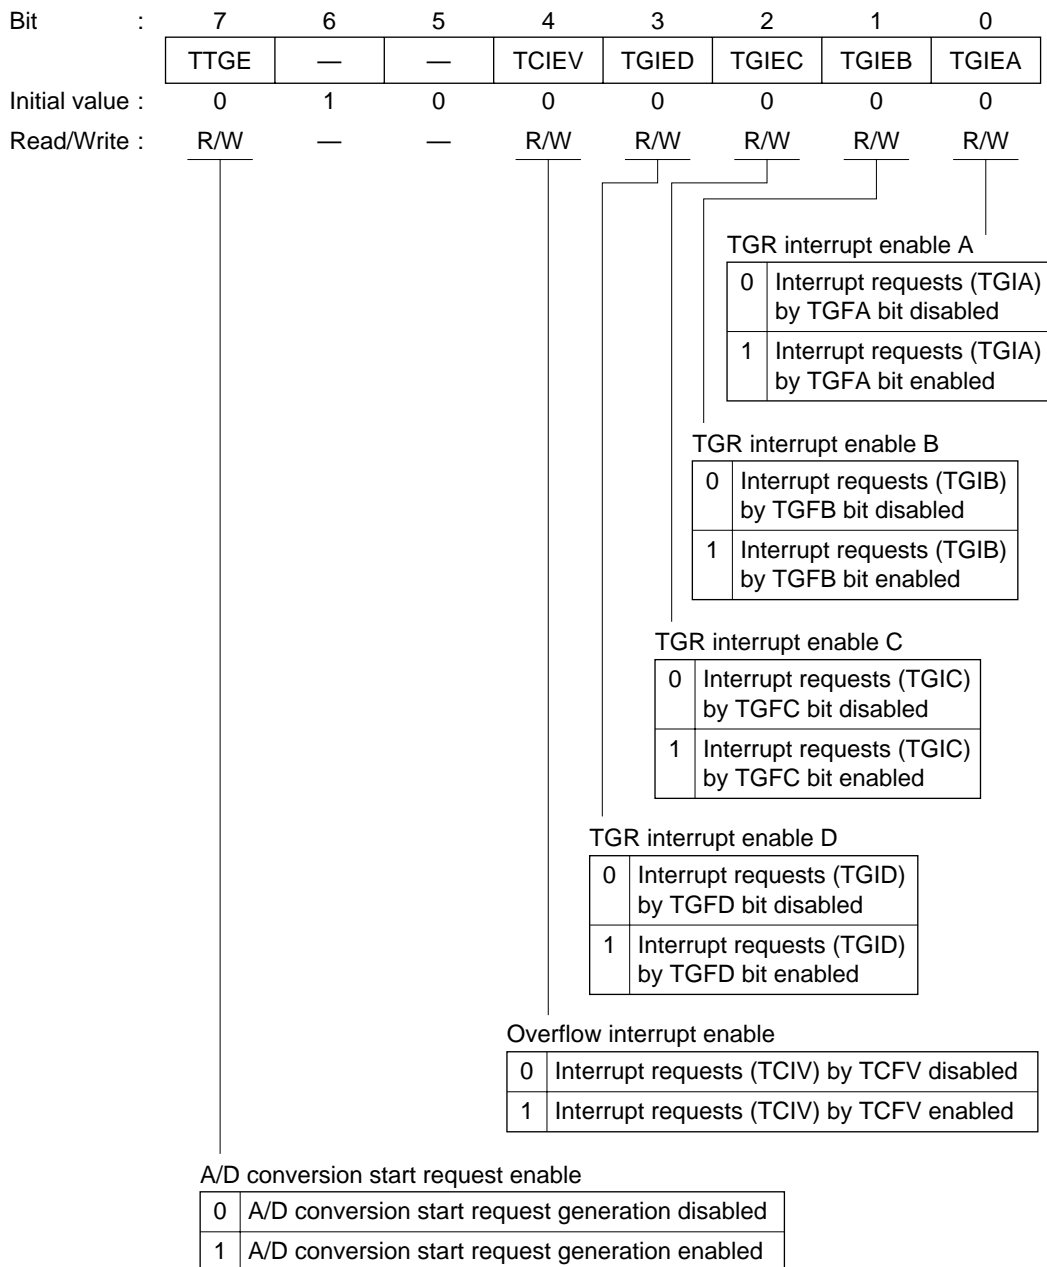 Bit : 7 6 5 4 3 2 1 0
TTGE — — TCIEV TGIED TGIEC TGIEB TGIEA
Initial value : 0 1 0 0 0 0 0 0
Read/Write : R/W — — R/W R/W R/W R/W R/W
TGR interrupt enable A
0 Interrupt requests (TGIA)
by TGFA bit disabled
1 Interrupt requests (TGIA)
by TGFA bit enabled
TGR interrupt enable B
0 Interrupt requests (TGIB)
by TGFB bit disabled
1 Interrupt requests (TGIB)
by TGFB bit enabled
TGR interrupt enable C
0 Interrupt requests (TGIC)
by TGFC bit disabled
1 Interrupt requests (TGIC)
by TGFC bit enabled
TGR interrupt enable D
0 Interrupt requests (TGID)
by TGFD bit disabled
1 Interrupt requests (TGID)
by TGFD bit enabled
Overflow interrupt enable
0 Interrupt requests (TCIV) by TCFV disabled
1 Interrupt requests (TCIV) by TCFV enabled
A/D conversion start request enable
0 A/D conversion start request generation disabled
1 A/D conversion start request generation enabled